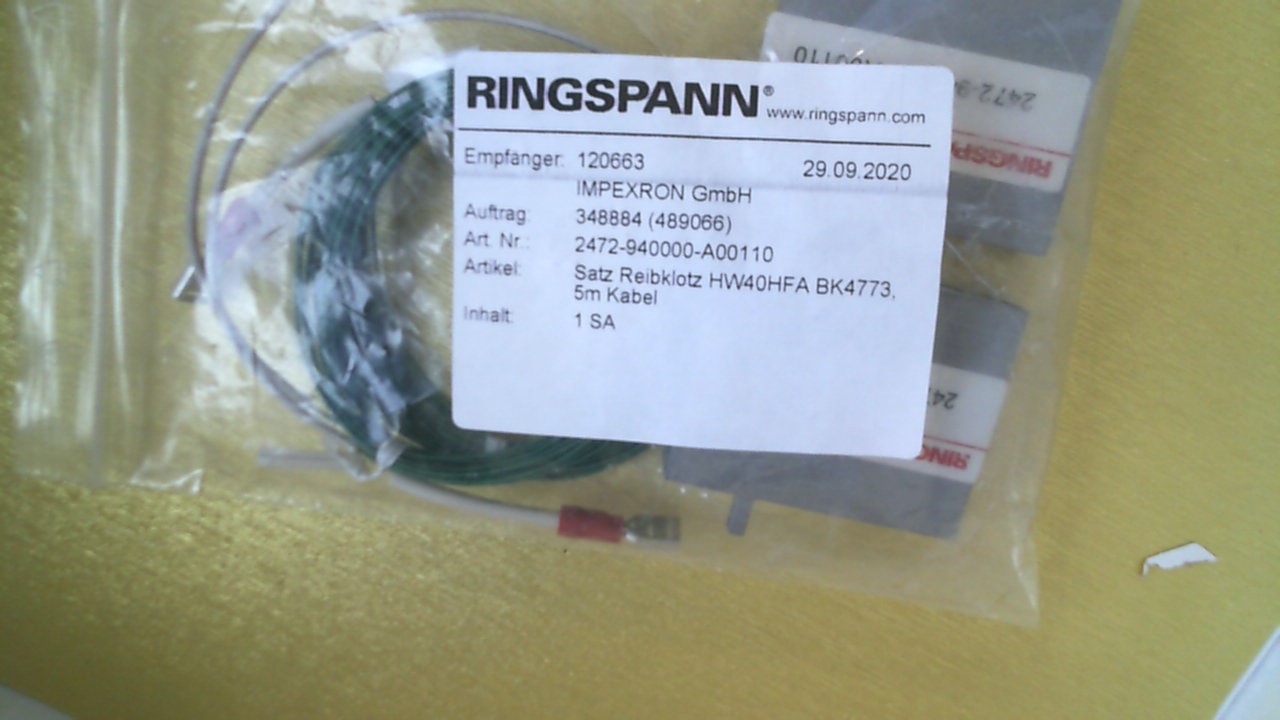 RINGSPANN® www.ringspann.com
Empfänger: 120663 29.09.2020
IMPEXRON GmbH
Auftrag: 348884 (489066)
Art. Nr.: 2472-940000-A00110
Artikel: Satz Reibklotz HW40HFA BK4773,
5m Kabel
Inhalt: 1 SA